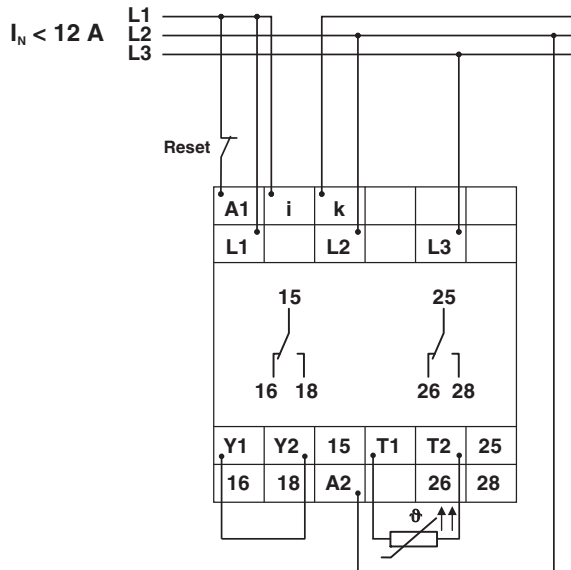 L1
I_N < 12 A L2
L3
Reset
A1 i k
L1 L2 L3
15 25
16 18 26 28
Y1 Y2 15 T1 T2 25
16 18 A2 26 28
ϑ